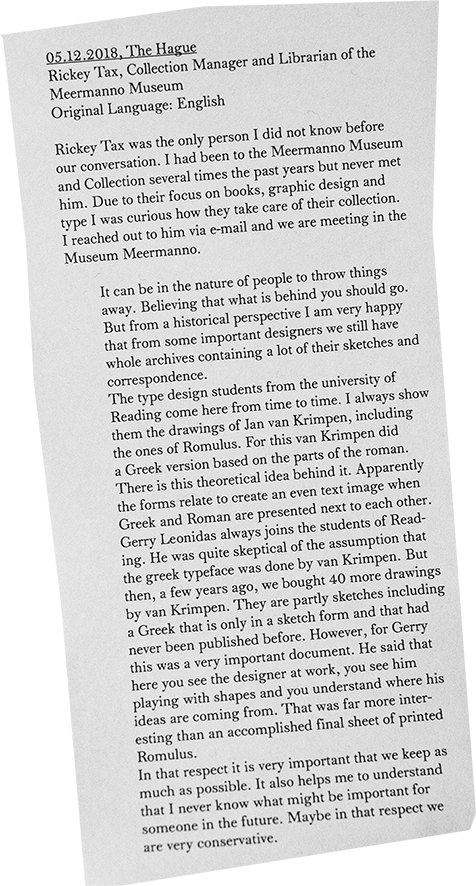 05.12.2018, The Hague
Rickey Tax, Collection Manager and Librarian of the
Meermanno Museum
Original Language: English
Rickey Tax was the only person I did not know before
our conversation. I had been to the Meermanno Museum
and Collection several times the past years but never met
him. Due to their focus on books, graphic design and
type I was curious how they take care of their collection.
I reached out to him via e-mail and we are meeting in the
Museum Meermanno.
It can be in the nature of people to throw things
away. Believing that what is behind you should go.
But from a historical perspective I am very happy
that from some important designers we still have
whole archives containing a lot of their sketches and
correspondence.
The type design students from the university of
Reading come here from time to time. I always show
them the drawings of Jan van Krimpen, including
the ones of Romulus. For this van Krimpen did
a Greek version based on the parts of the roman.
There is this theoretical idea behind it. Apparently
the forms relate to create an even text image when
Greek and Roman are presented next to each other.
Gerry Leonidas always joins the students of Read-
ing. He was quite skeptical of the assumption that
the greek typeface was done by van Krimpen. But
then, a few years ago, we bought 40 more drawings
by van Krimpen. They are partly sketches including
a Greek that is only in a sketch form and that had
never been published before. However, for Gerry
this was a very important document. He said that
here you see the designer at work, you see him
playing with shapes and you understand where his
ideas are coming from. That was far more inter-
esting than an accomplished final sheet of printed
Romulus.
In that respect it is very important that we keep as
much as possible. It also helps me to understand
that I never know what might be important for
someone in the future. Maybe in that respect we
are very conservative.